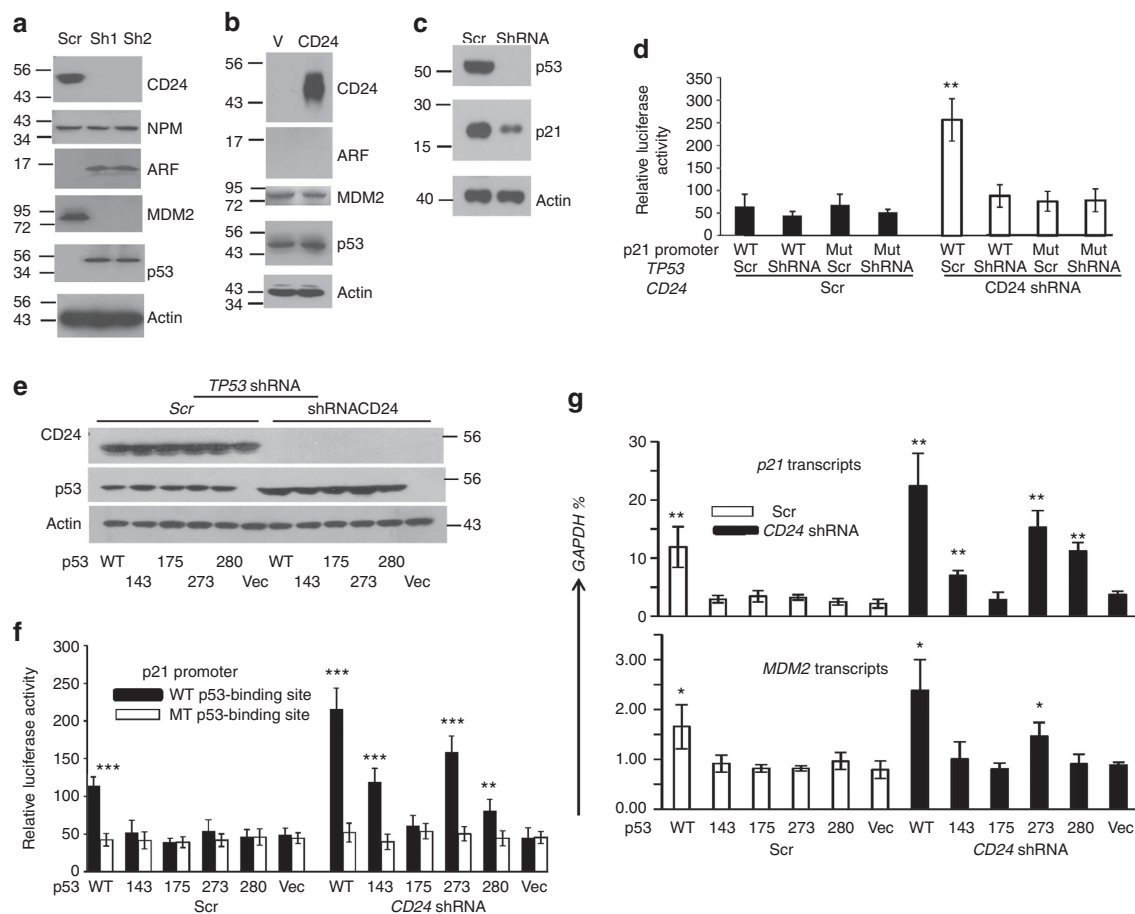 a
Scr Sh1 Sh2
56
43
CD24
43
34
NPM
17
ARF
95
72
MDM2
56
34
p53
56
43
Actin
b
V CD24
56
43
CD24
17
ARF
95
72
MDM2
56
43
p53
43
34
Actin
c
Scr ShRNA
50
p53
30
15
p21
40
Actin
d
Relative luciferase
activity
350
300
250
200
150
100
50
0
**
p21 promoter WT WT Mut Mut WT WT Mut Mut
TP53 Scr ShRNA Scr ShRNA Scr ShRNA Scr ShRNA
CD24 Scr CD24 shRNA
e
TP53 shRNA
Scr shRNACD24
CD24
56
p53
56
Actin
43
p53 WT 175 280 WT 175 280
143 273 Vec 143 273 Vec
f
Relative luciferase activity
300
250
200
150
100
50
0
p21 promoter
WT p53-binding site
MT p53-binding site
*** *** *** *** **
p53 WT 143 175 273 280 Vec WT 143 175 273 280 Vec
Scr CD24 shRNA
g
GAPDH %
30
20
10
0
p21 transcripts
Scr
CD24 shRNA
** ** ** ** **
3.00
2.00
1.00
0.00
MDM2 transcripts
* * *
p53 WT 143 175 273 280 Vec WT 143 175 273 280 Vec
Scr CD24 shRNA